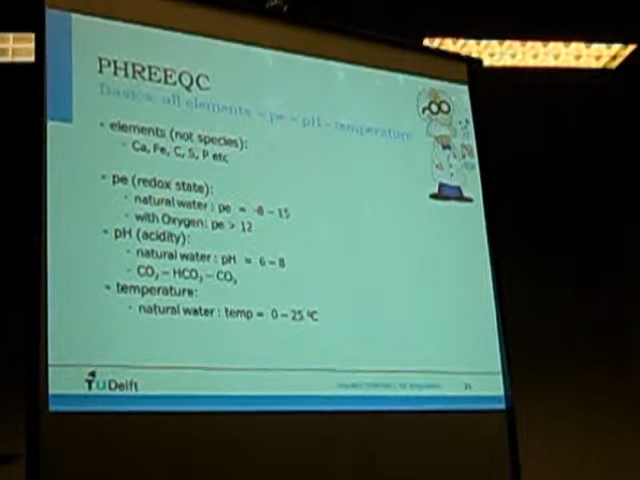 PHREEQC
Basics: all elements – pe – pH – temperature
- elements (not species):
- Ca, Fe, C, S, P etc
- pe (redox state):
- natural water : pe = -8 – 15
- with Oxygen: pe > 12
- pH (acidity):
- natural water : pH = 6 – 8
- CO₂ – HCO₃ – CO₃
- temperature:
- natural water : temp = 0 – 25 ºC
TU Delft